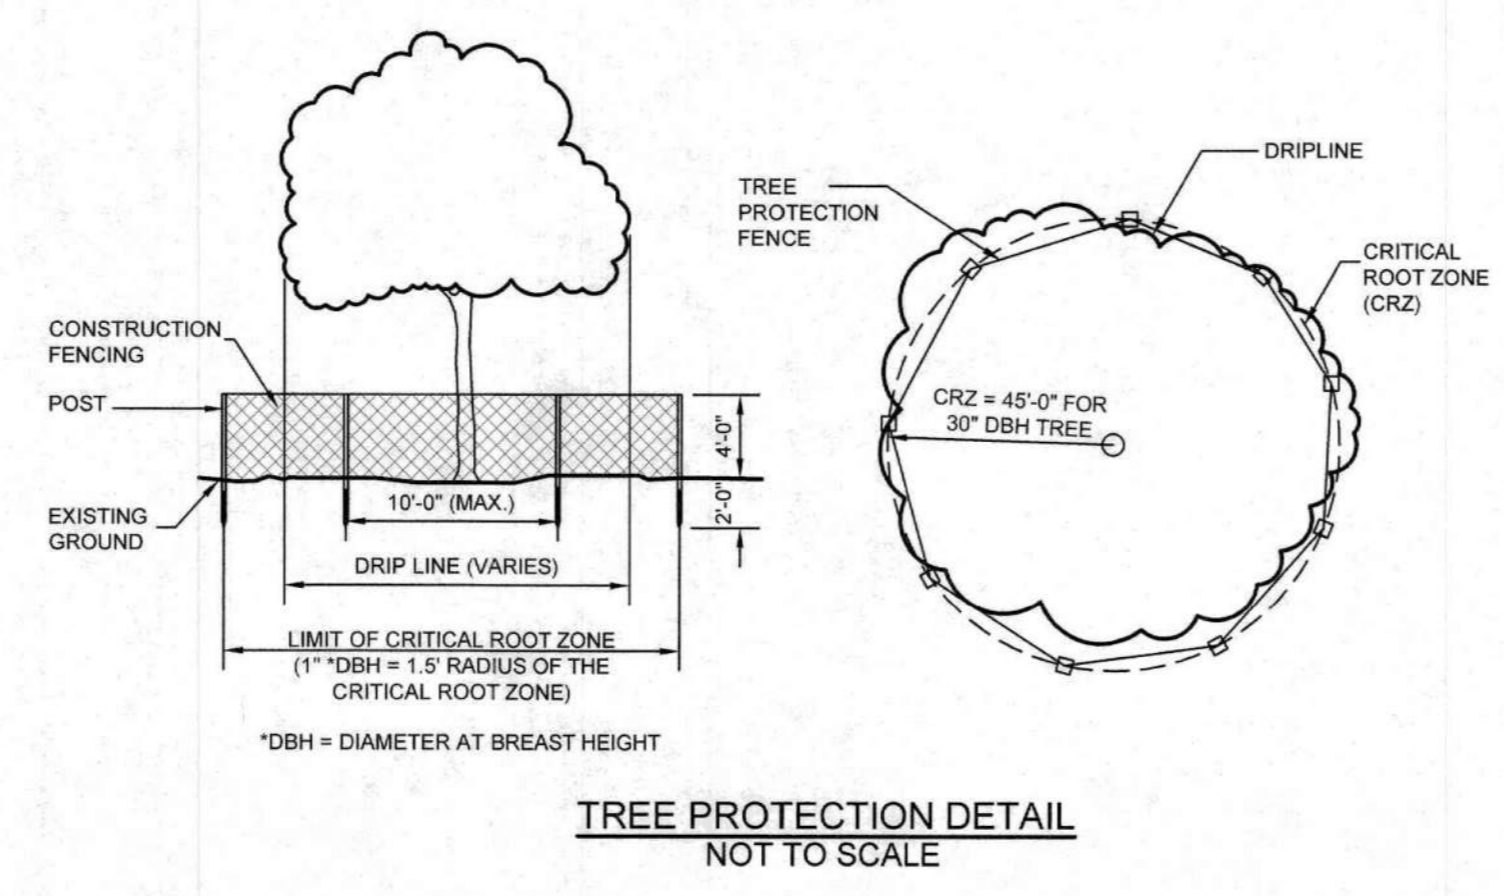 CONSTRUCTION
FENCING
POST
EXISTING
GROUND
4'-0"
2'-0"
10'-0" (MAX.)
DRIP LINE (VARIES)
LIMIT OF CRITICAL ROOT ZONE
(1" *DBH = 1.5' RADIUS OF THE
CRITICAL ROOT ZONE)
*DBH = DIAMETER AT BREAST HEIGHT
TREE
PROTECTION
FENCE
DRIPLINE
CRITICAL
ROOT ZONE
(CRZ)
CRZ = 45'-0" FOR
30" DBH TREE
TREE PROTECTION DETAIL
NOT TO SCALE